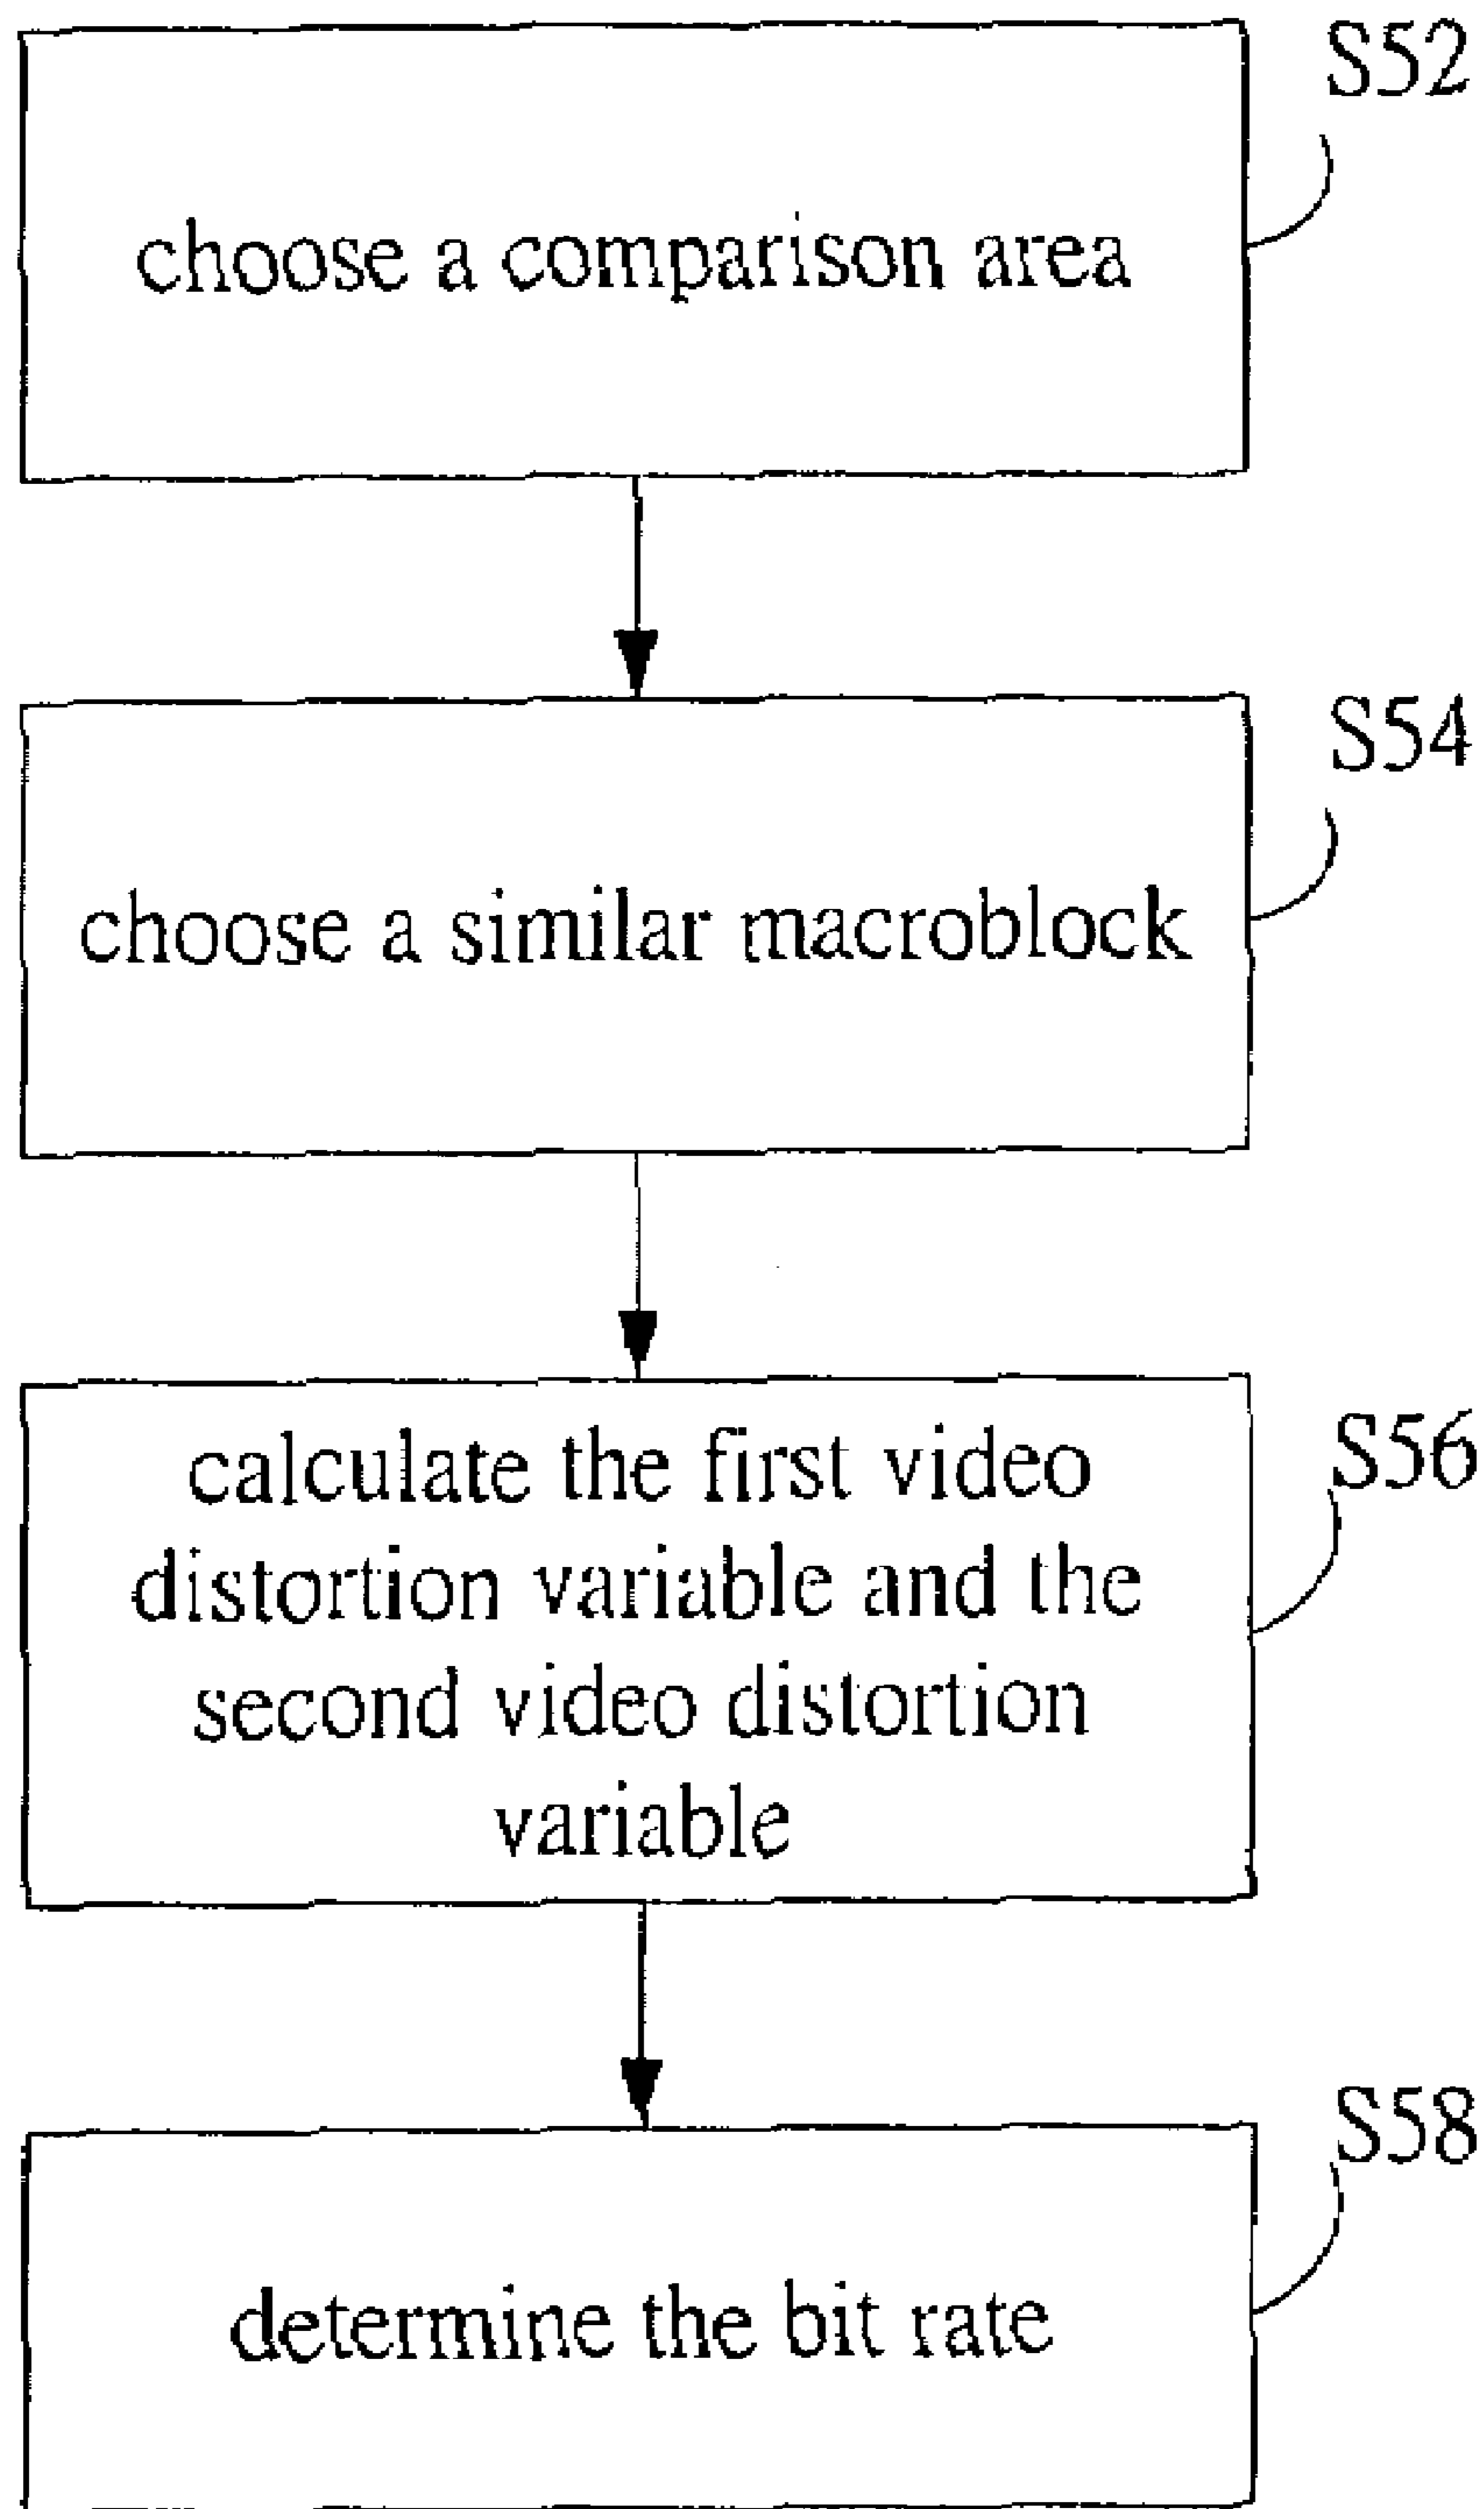 S52
choose a comparison area
S54
choose a similar macroblock
S56
calculate the first video
distortion variable and the
second video distortion
variable
S58
determine the bit rate